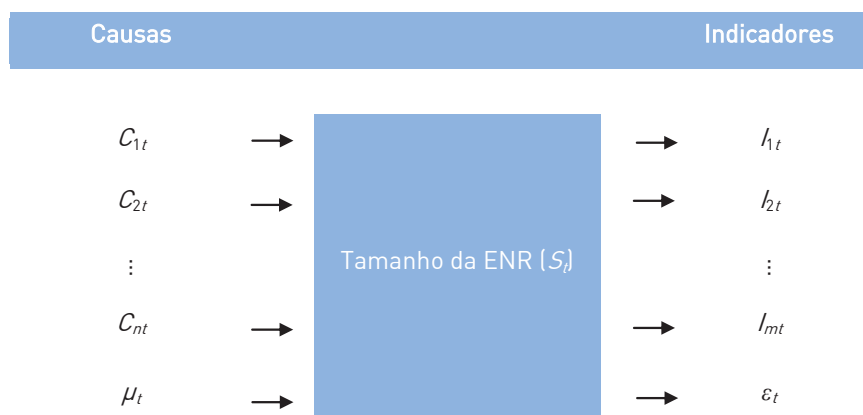 Causas Indicadores
C1t I1t
C2t I2t
⋮ Tamanho da ENR (St) ⋮
Cnt Imt
μt εt